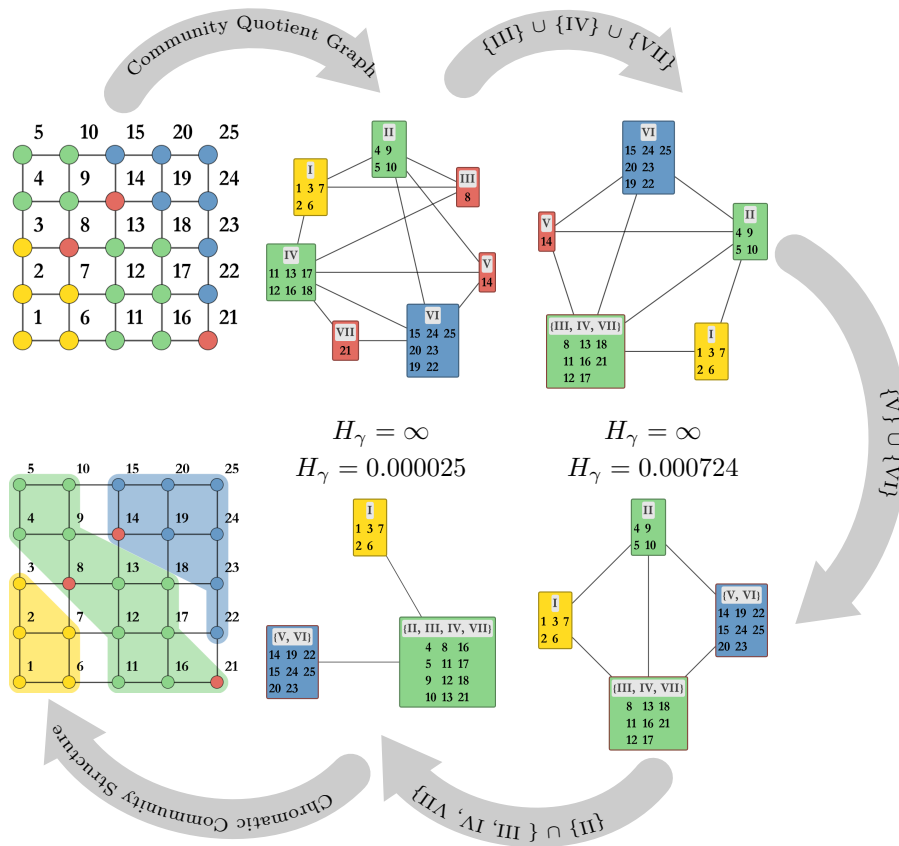 Community Quotient Graph
{III} ∪ {IV} ∪ {VII}
5 10 15 20 25
4 9 14 19 24
3 8 13 18 23
2 7 12 17 22
1 6 11 16 21
I
1 3 7
2 6
II
4 9
5 10
III
8
IV
11 13 17
12 16 18
V
14
VI
15 24 25
20 23
19 22
VII
21
VI
15 24 25
20 23
19 22
V
14
II
4 9
5 10
{III, IV, VII}
8 13 18
11 16 21
12 17
I
1 3 7
2 6
{V} ∪ {VI}
Hγ = ∞
Hγ = 0.000025
Hγ = ∞
Hγ = 0.000724
II
4 9
5 10
I
1 3 7
2 6
{V, VI}
14 19 22
15 24 25
20 23
{III, IV, VII}
8 13 18
11 16 21
12 17
{II} ∪ { III, IV, VII}
I
1 3 7
2 6
{V, VI}
14 19 22
15 24 25
20 23
{II, III, IV, VII}
4 8 16
5 11 17
9 12 18
10 13 21
Chromatic Community Structure
5 10 15 20 25
4 9 14 19 24
3 8 13 18 23
2 7 12 17 22
1 6 11 16 21